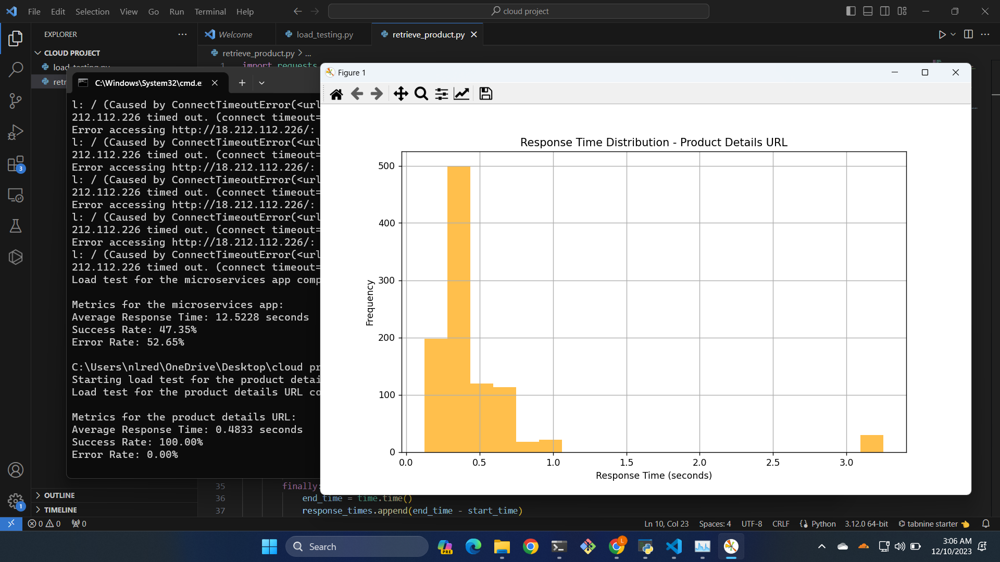 File Edit Selection View Go Run Terminal Help
cloud project
EXPLORER
CLOUD PROJECT
load_testing.py
retr
Welcome
load_testing.py
retrieve_product.py
retrieve_product.py > ...
1 import requests
C:\Windows\System32\cmd.e
l: / (Caused by ConnectTimeoutError(<url
212.112.226 timed out. (connect timeout=
Error accessing http://18.212.112.226/:
l: / (Caused by ConnectTimeoutError(<url
212.112.226 timed out. (connect timeout=
Error accessing http://18.212.112.226/:
l: / (Caused by ConnectTimeoutError(<url
212.112.226 timed out. (connect timeout=
Error accessing http://18.212.112.226/:
l: / (Caused by ConnectTimeoutError(<url
212.112.226 timed out. (connect timeout=
Error accessing http://18.212.112.226/:
l: / (Caused by ConnectTimeoutError(<url
212.112.226 timed out. (connect timeout=
Load test for the microservices app comp
Metrics for the microservices app:
Average Response Time: 12.5228 seconds
Success Rate: 47.35%
Error Rate: 52.65%
C:\Users\nlred\OneDrive\Desktop\cloud pr
Starting load test for the product detai
Load test for the product details URL co
Metrics for the product details URL:
Average Response Time: 0.4833 seconds
Success Rate: 100.00%
Error Rate: 0.00%
Figure 1
Response Time Distribution - Product Details URL
500
400
300
200
100
0
Frequency
0.0 0.5 1.0 1.5 2.0 2.5 3.0
Response Time (seconds)
35 finally:
36 end_time = time.time()
37 response_times.append(end_time - start_time)
3
1
OUTLINE
TIMELINE
0 0 0
Ln 10, Col 23 Spaces: 4 UTF-8 CRLF Python 3.12.0 64-bit tabnine starter
Search
PRE
L
3:06 AM
12/10/2023